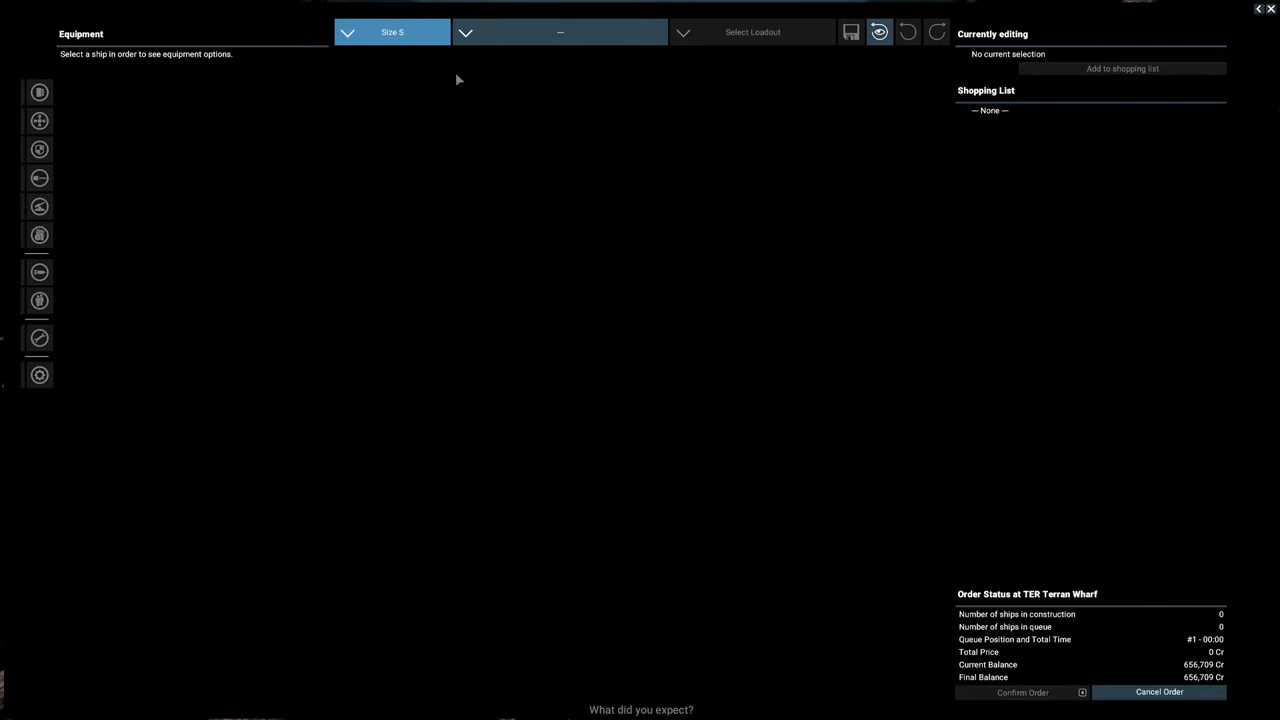 Equipment
Select a ship in order to see equipment options.
Size S
—
Select Loadout
Currently editing
No current selection
Add to shopping list
Shopping List
— None —
Order Status at TER Terran Wharf
Number of ships in construction 0
Number of ships in queue 0
Queue Position and Total Time #1 - 00:00
Total Price 0 Cr
Current Balance 656,709 Cr
Final Balance 656,709 Cr
Confirm Order
Cancel Order
What did you expect?